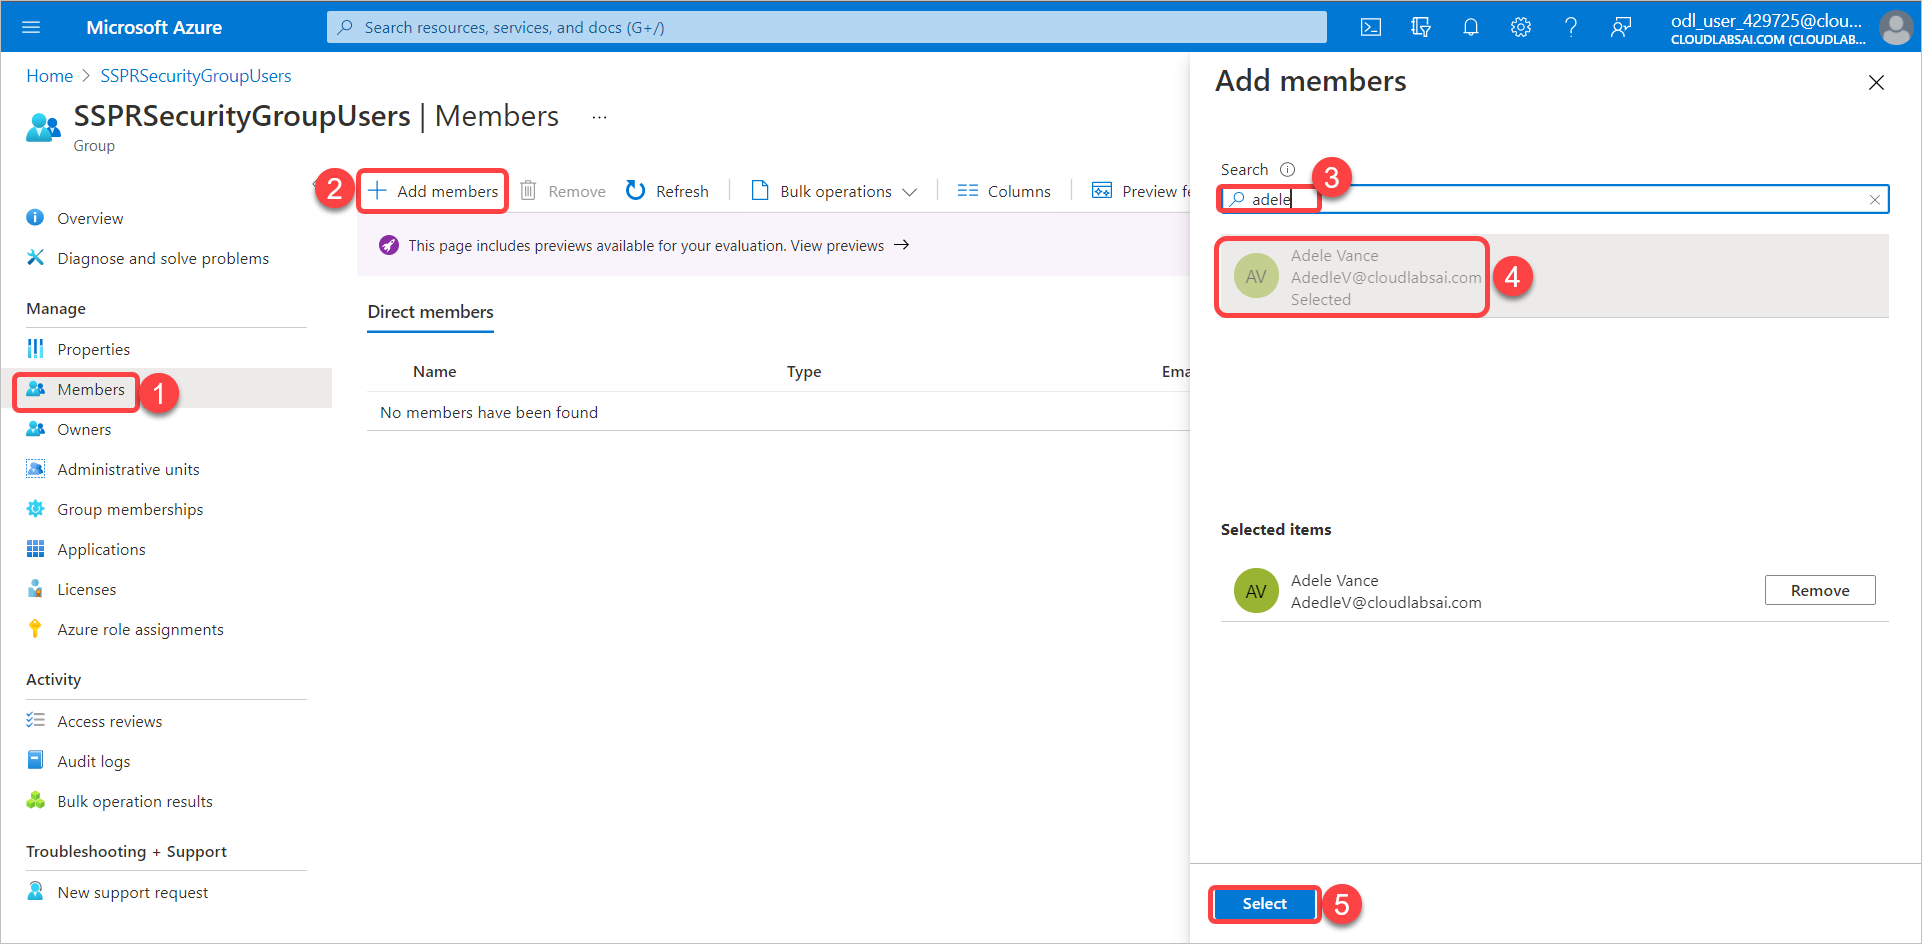 Microsoft Azure
Search resources, services, and docs (G+/)
odl_user_429725@clou...
CLOUDLABSAI.COM (CLOUDLAB...
Home > SSPRSecurityGroupUsers
SSPRSecurityGroupUsers | Members ...
Group
2
+ Add members
Remove
Refresh
Bulk operations
Columns
Preview fe
This page includes previews available for your evaluation. View previews →
Overview
Diagnose and solve problems
Manage
Properties
Members
1
Owners
Administrative units
Group memberships
Applications
Licenses
Azure role assignments
Activity
Access reviews
Audit logs
Bulk operation results
Troubleshooting + Support
New support request
Direct members
Name Type Ema
No members have been found
Add members
Search
3
adele
AV
Adele Vance
AdedleV@cloudlabsai.com
Selected
4
Selected items
AV
Adele Vance
AdedleV@cloudlabsai.com
Remove
Select
5